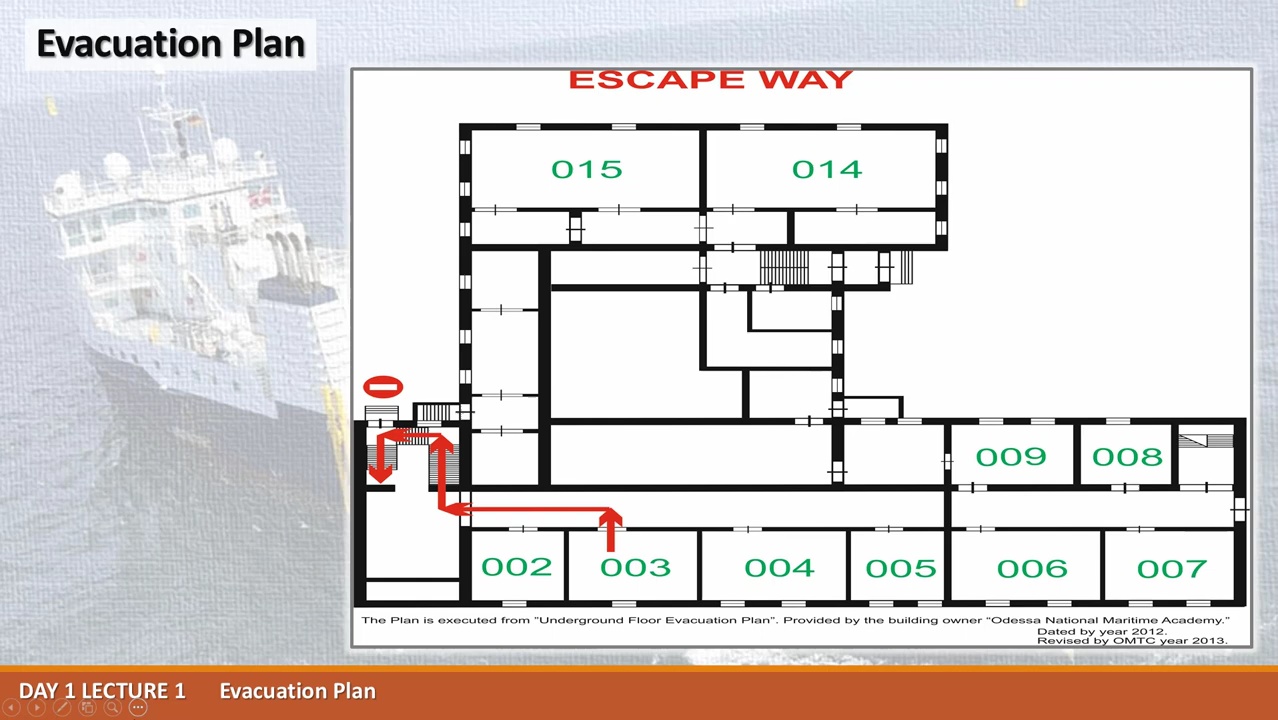 Evacuation Plan
ESCAPE WAY
015
014
009
008
002
003
004
005
006
007
The Plan is executed from "Underground Floor Evacuation Plan". Provided by the building owner "Odessa National Maritime Academy."
Dated by year 2012.
Revised by OMTC year 2013.
DAY 1 LECTURE 1 Evacuation Plan